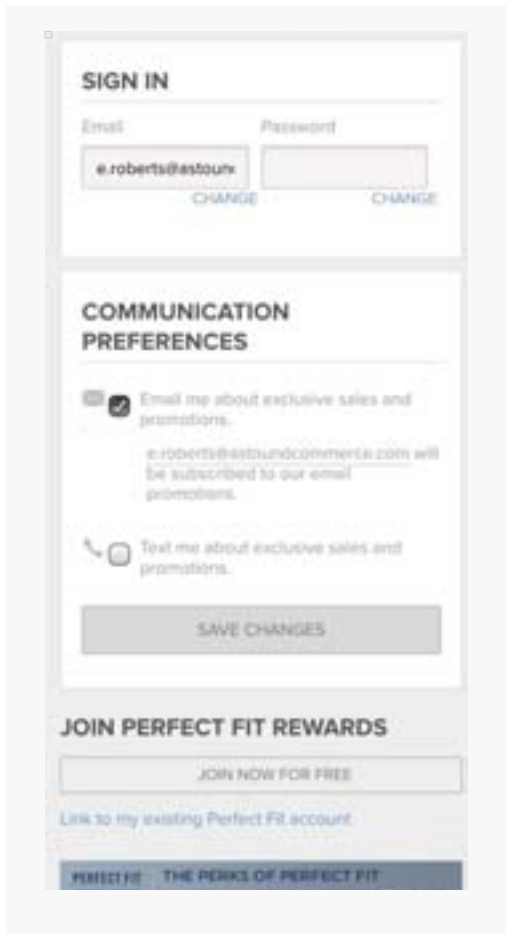 SIGN IN
Email Password
e.roberts@astoun
CHANGE CHANGE
COMMUNICATION
PREFERENCES
Email me about exclusive sales and
promotions.
e.roberts@astoundcommerce.com will
be subscribed to our email
promotions.
Text me about exclusive sales and
promotions.
SAVE CHANGES
JOIN PERFECT FIT REWARDS
JOIN NOW FOR FREE
Link to my existing Perfect Fit account
PERFECT FIT THE PERKS OF PERFECT FIT